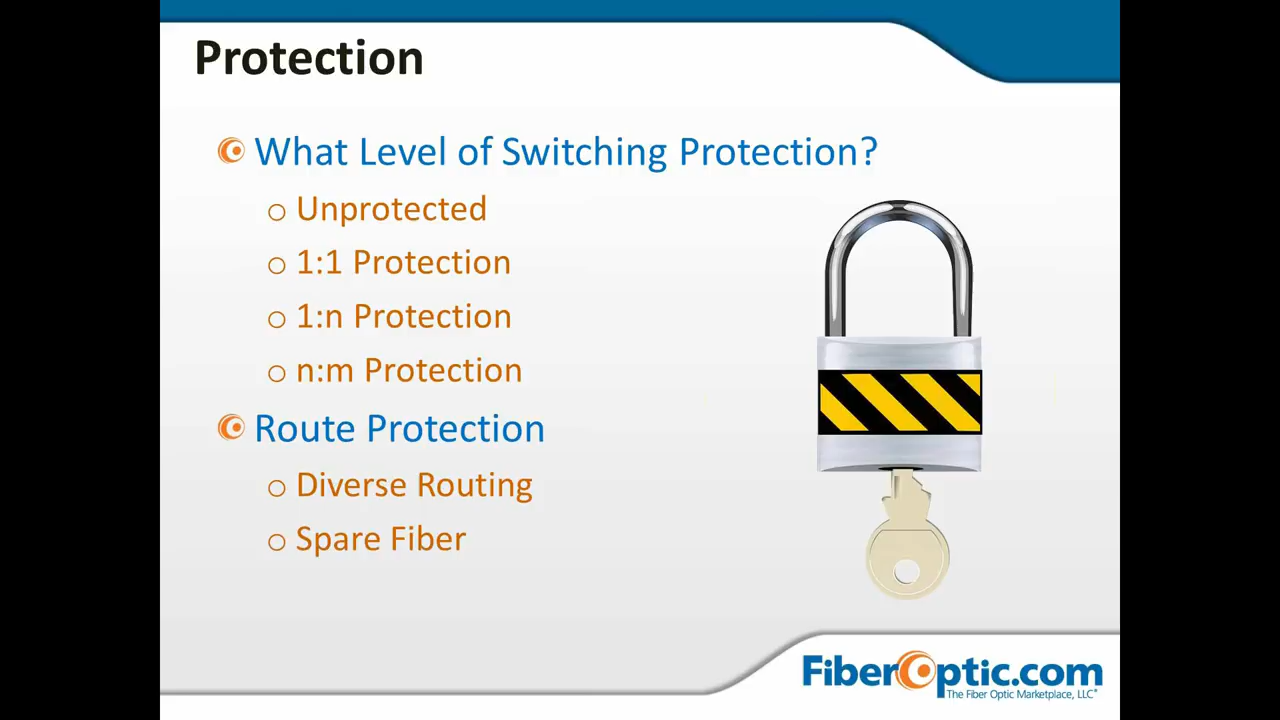 Protection
What Level of Switching Protection?
Unprotected
1:1 Protection
1:n Protection
n:m Protection
Route Protection
Diverse Routing
Spare Fiber
FiberOptic.com
The Fiber Optic Marketplace, LLC®